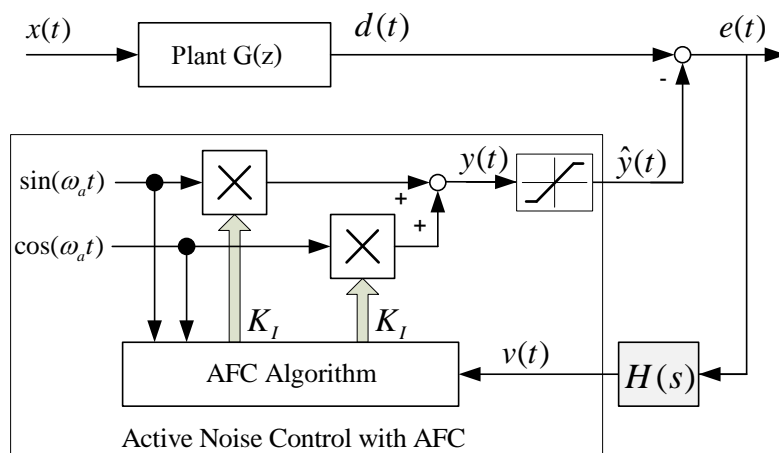 x(t)
Plant G(z)
d(t)
e(t)
-
sin(ω_a t)
y(t)
ŷ(t)
+
+
cos(ω_a t)
K_I
K_I
AFC Algorithm
v(t)
H(s)
Active Noise Control with AFC